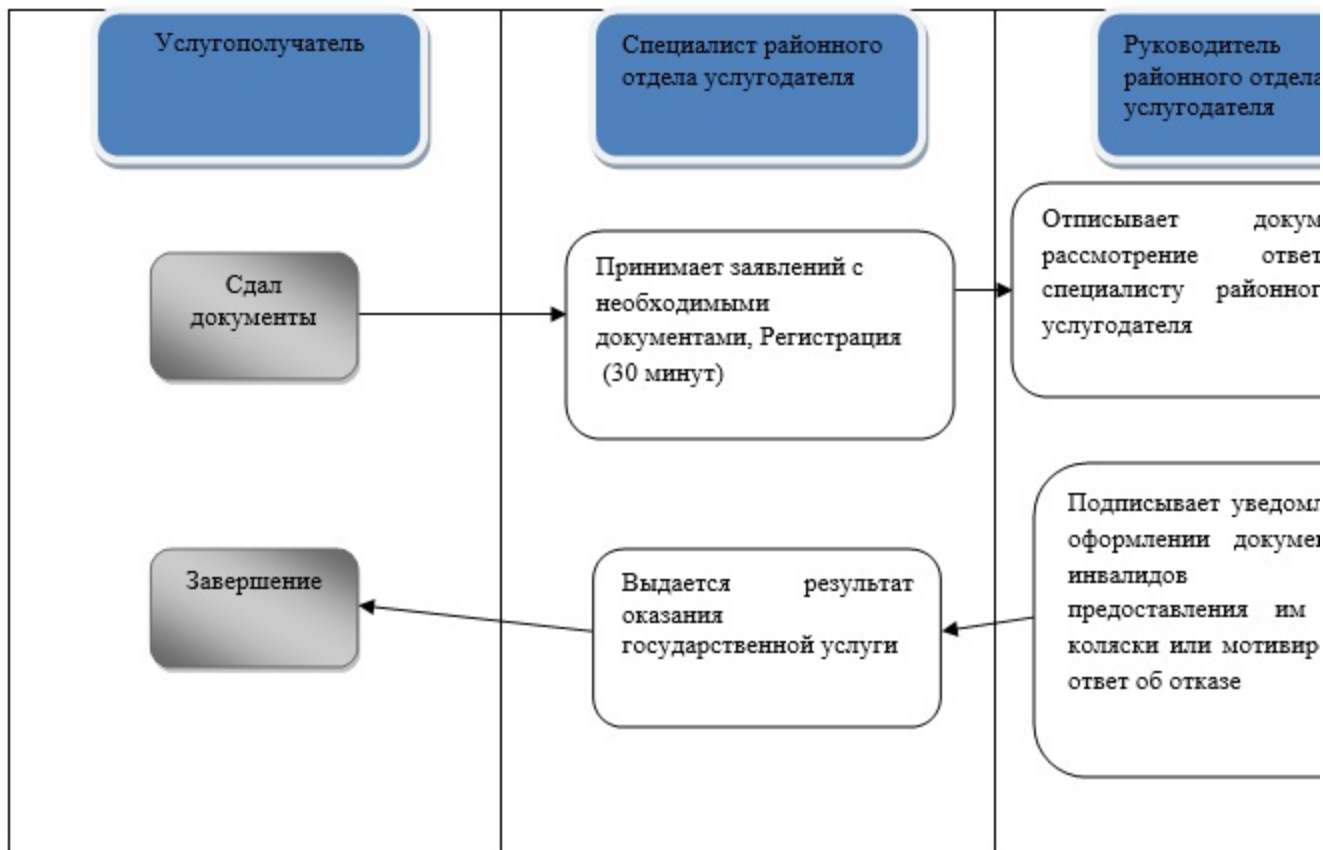 Услугополучатель
Специалист районного
отдела услугодателя
Руководитель
районного отдела
услугодателя
Сдал
документы
Принимает заявлений с
необходимыми
документами, Регистрация
(30 минут)
Отписывает
рассмотрение
специалисту
услугодателя
Завершение
Выдается результат
оказания
государственной услуги
Подписывает
оформлении
инвалидов
предоставления им
коляски или
ответ об отказе